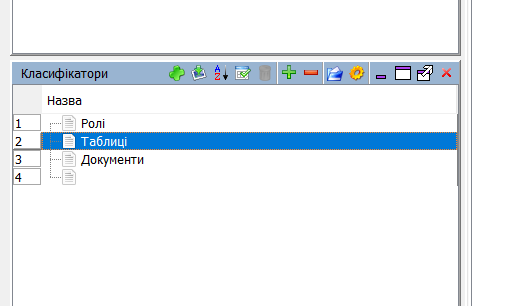 Класифікатори
Назва
1 Ролі
2 Таблиці
3 Документи
4